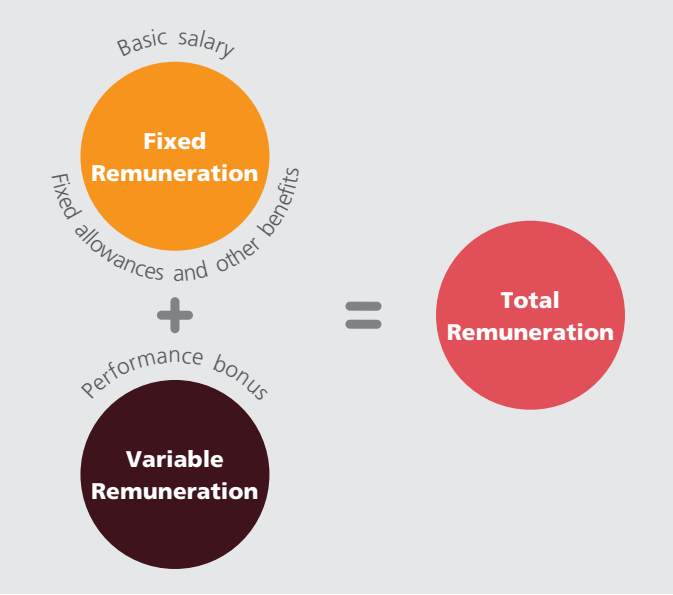 Basic salary
Fixed
Remuneration
Fixed allowances and other benefits
+
=
Total
Remuneration
Performance bonus
Variable
Remuneration